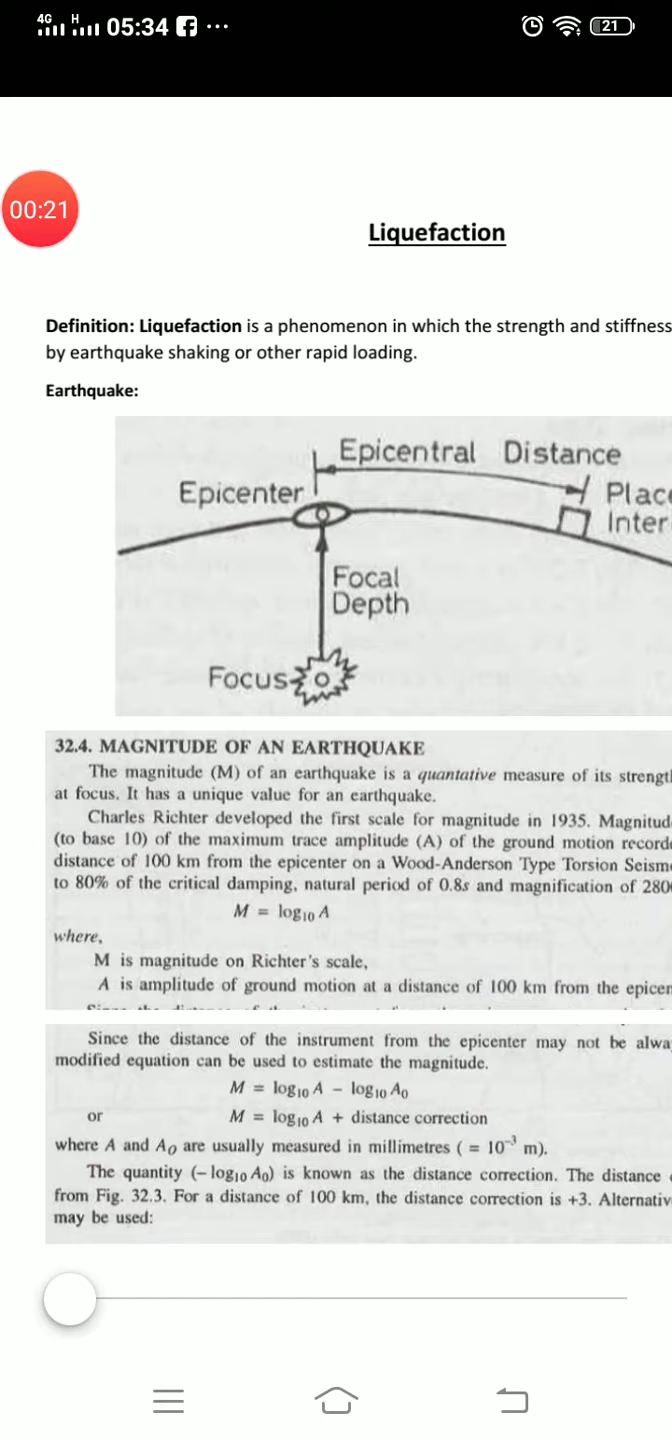 4G H 05:34 21
00:21
Liquefaction
Definition: Liquefaction is a phenomenon in which the strength and stiffness
by earthquake shaking or other rapid loading.
Earthquake:
Epicentral Distance
Epicenter
Place
Inter
Focal
Depth
Focus
32.4. MAGNITUDE OF AN EARTHQUAKE
The magnitude (M) of an earthquake is a quantative measure of its strengt
at focus. It has a unique value for an earthquake.
Charles Richter developed the first scale for magnitude in 1935. Magnitud
(to base 10) of the maximum trace amplitude (A) of the ground motion record
distance of 100 km from the epicenter on a Wood-Anderson Type Torsion Seism
to 80% of the critical damping, natural period of 0.8s and magnification of 280
M = log₁₀ A
where,
M is magnitude on Richter's scale,
A is amplitude of ground motion at a distance of 100 km from the epicen
Since the distance of the instrument from the epicenter may not be alwa
modified equation can be used to estimate the magnitude.
M = log₁₀ A − log₁₀ A₀
or M = log₁₀ A + distance correction
where A and A₀ are usually measured in millimetres ( = 10⁻³ m).
The quantity (− log₁₀ A₀) is known as the distance correction. The distance
from Fig. 32.3. For a distance of 100 km, the distance correction is +3. Alternativ
may be used: